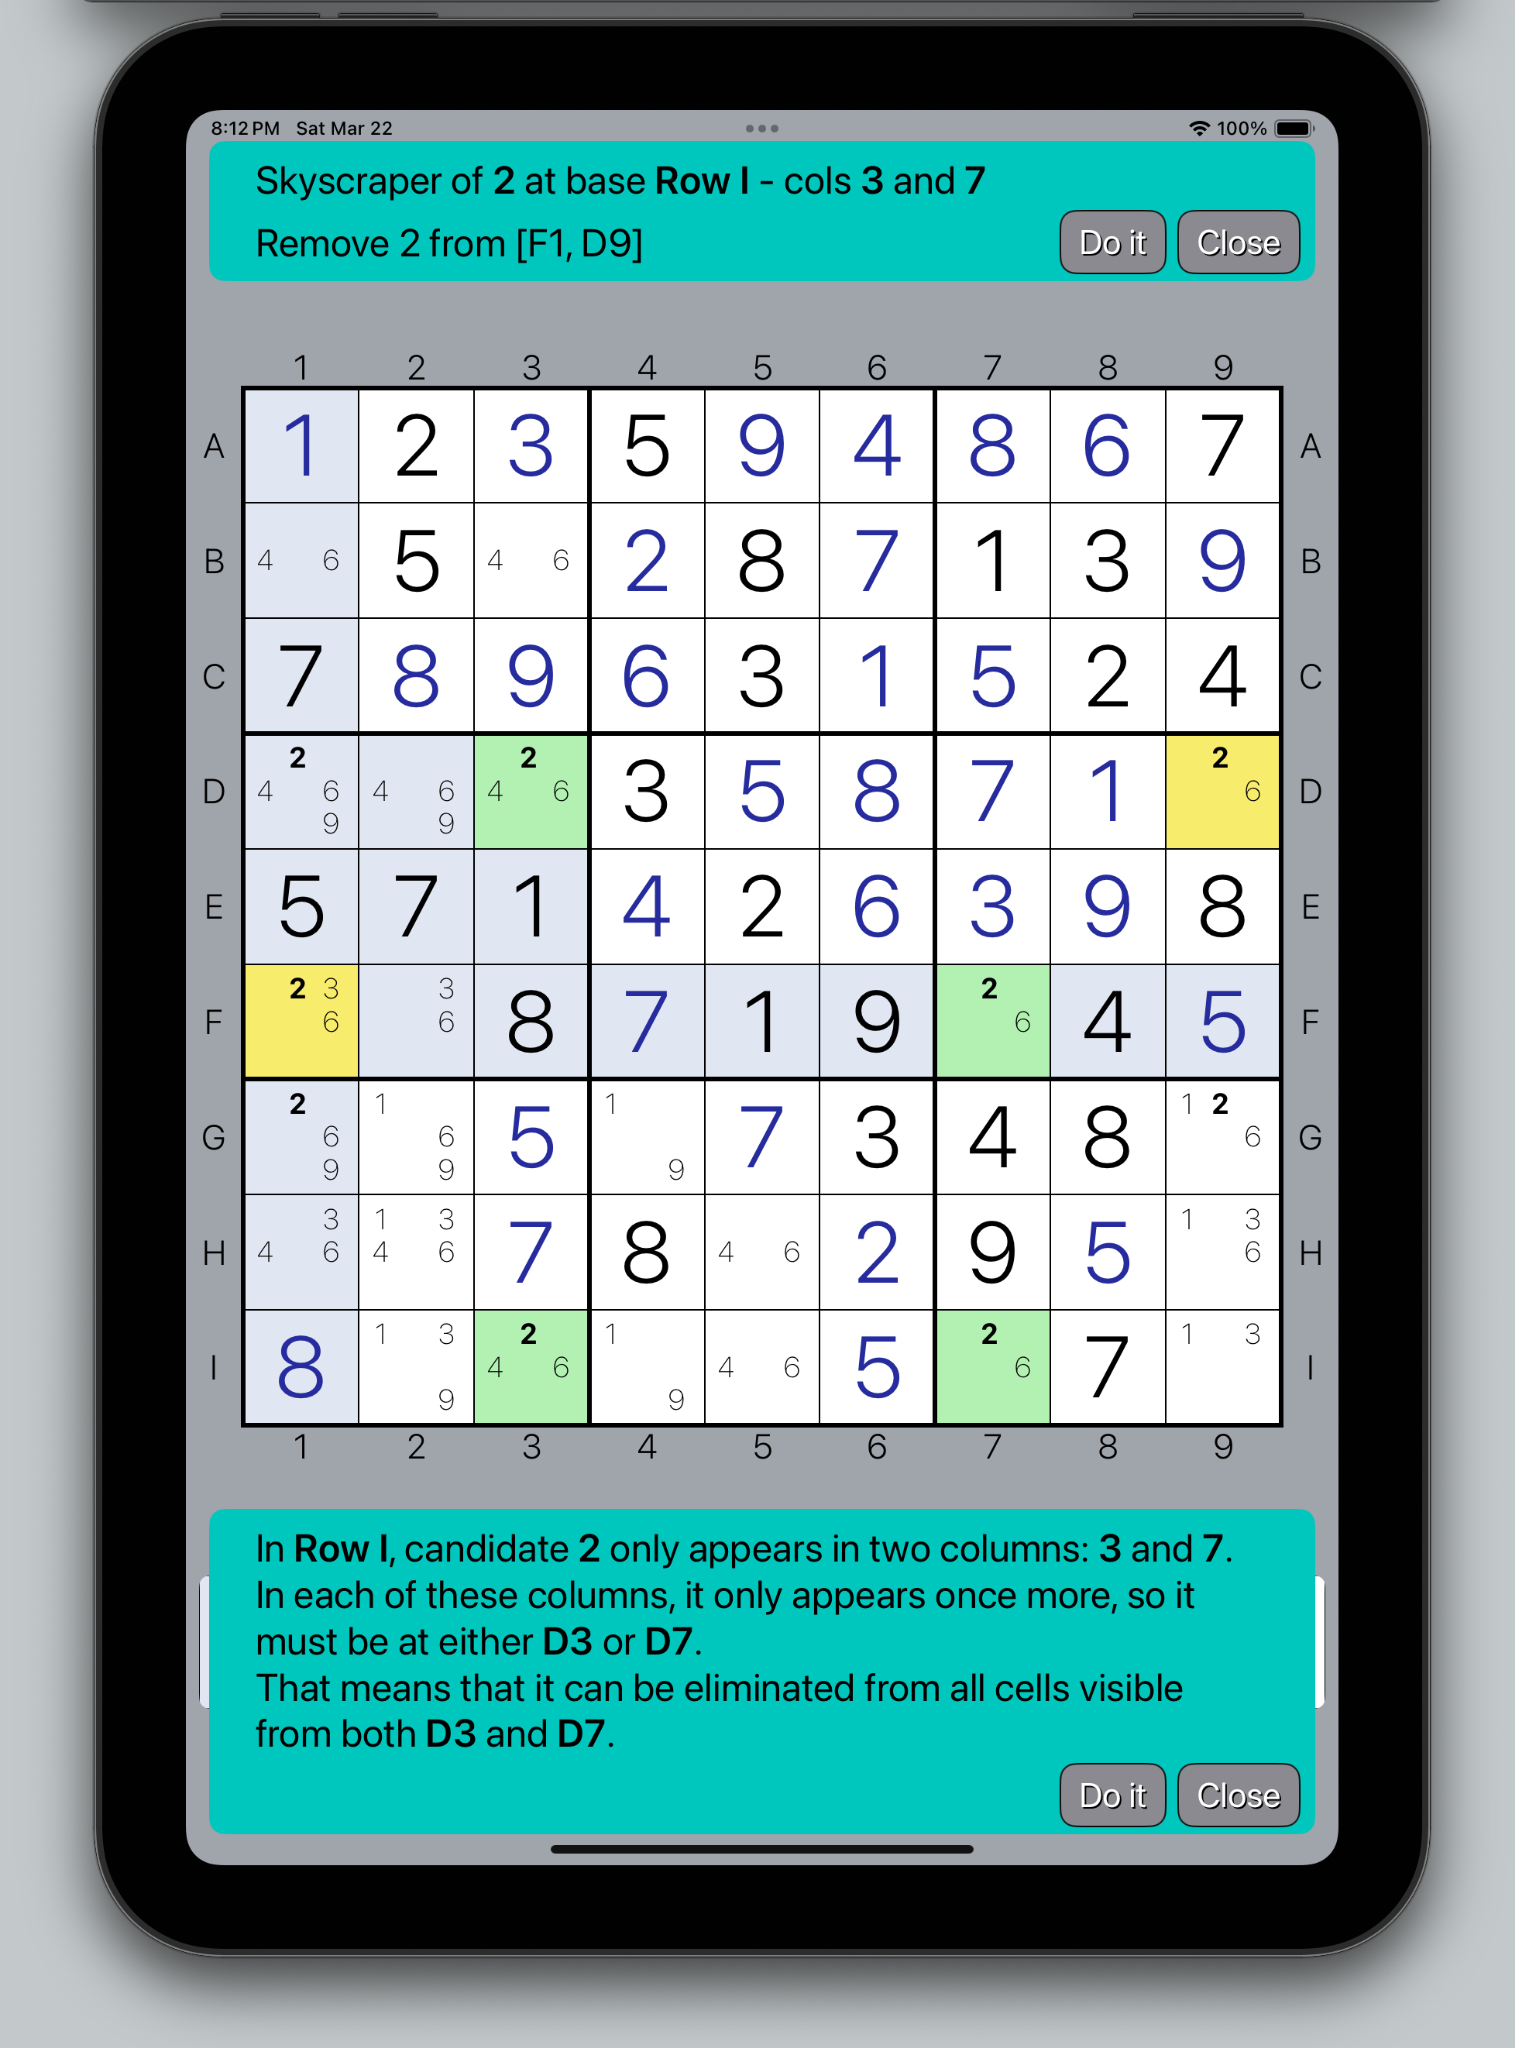 8:12 PM Sat Mar 22 100%
Skyscraper of 2 at base Row I - cols 3 and 7
Remove 2 from [F1, D9]
Do it Close
1 2 3 4 5 6 7 8 9
A 1 2 3 5 9 4 8 6 7 A
B 4 6 5 4 6 2 8 7 1 3 9 B
C 7 8 9 6 3 1 5 2 4 C
2 2 2
D 4 6 4 6 4 6 3 5 8 7 1 6 D
9 9
E 5 7 1 4 2 6 3 9 8 E
2 3 3 2
F 6 6 8 7 1 9 6 4 5 F
2 1 1 1 2
G 6 6 5 7 3 4 8 6 G
9 9 9
3 1 3 1 3
H 4 6 4 6 7 8 4 6 2 9 5 6 H
1 3 2 1 2 1 3
I 8 4 6 4 6 5 6 7 I
9 9
1 2 3 4 5 6 7 8 9
In Row I, candidate 2 only appears in two columns: 3 and 7.
In each of these columns, it only appears once more, so it
must be at either D3 or D7.
That means that it can be eliminated from all cells visible
from both D3 and D7.
Do it Close